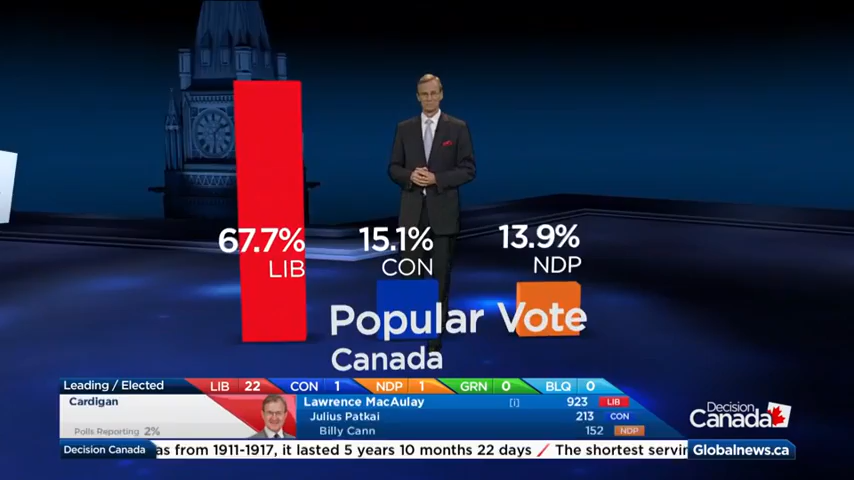 67.7%
LIB
15.1%
CON
13.9%
NDP
Popular Vote
Canada
Leading / Elected
LIB 22
CON 1
NDP 1
GRN 0
BLQ 0
Cardigan
Polls Reporting 2%
Lawrence MacAulay [i] 923 LIB
Julius Patkai 213 CON
Billy Cann 152 NDP
Decision
Canada
Decision Canada
as from 1911-1917, it lasted 5 years 10 months 22 days / The shortest servin
Globalnews.ca